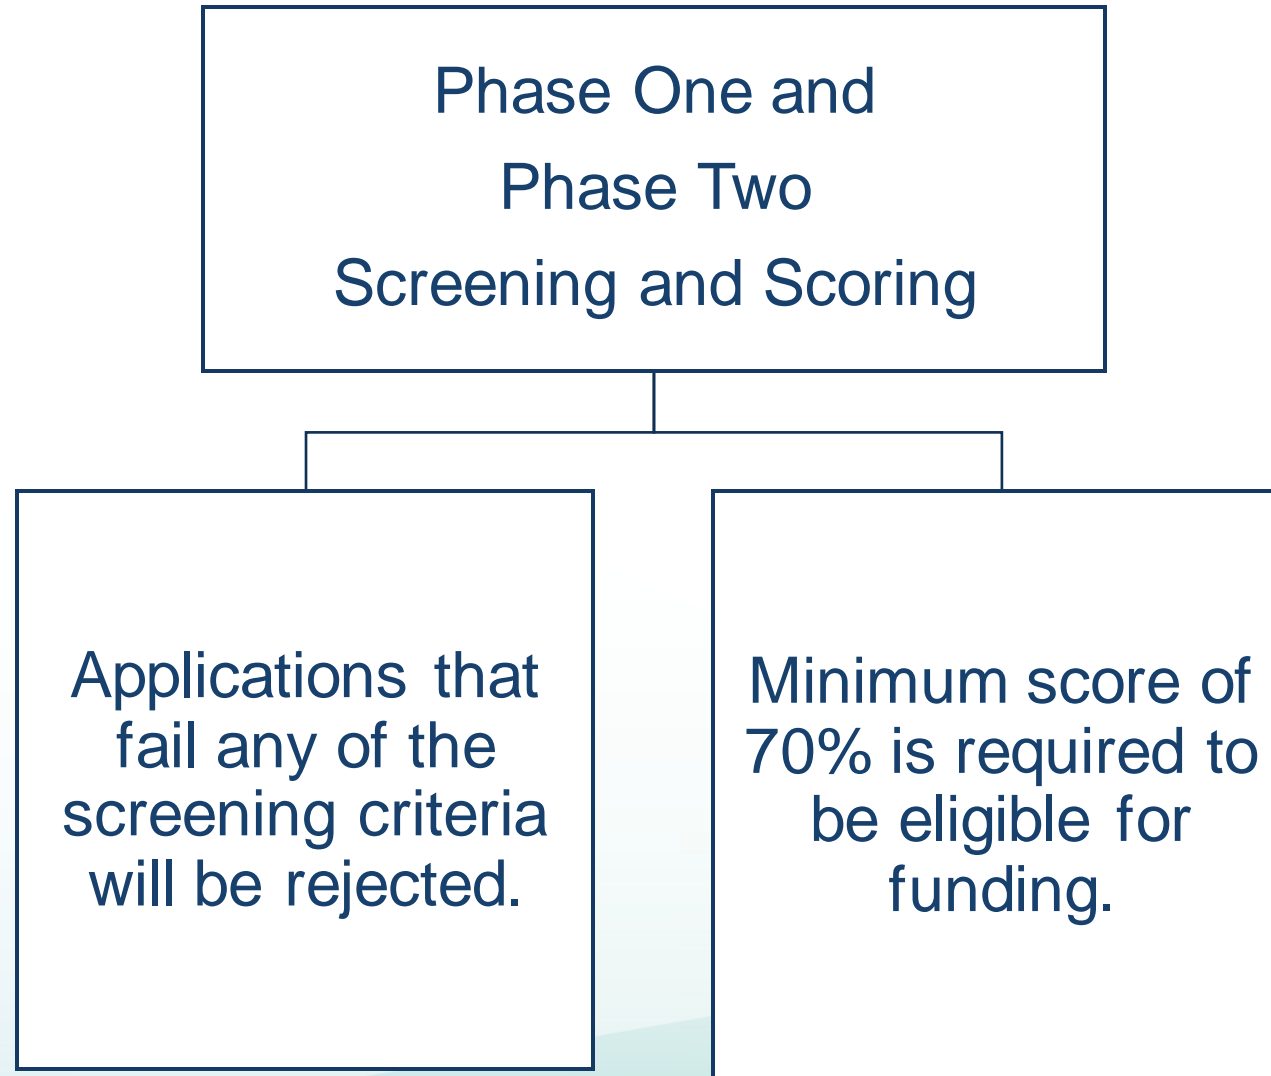 Phase One and
Phase Two
Screening and Scoring
Applications that
fail any of the
screening criteria
will be rejected.
Minimum score of
70% is required to
be eligible for
funding.